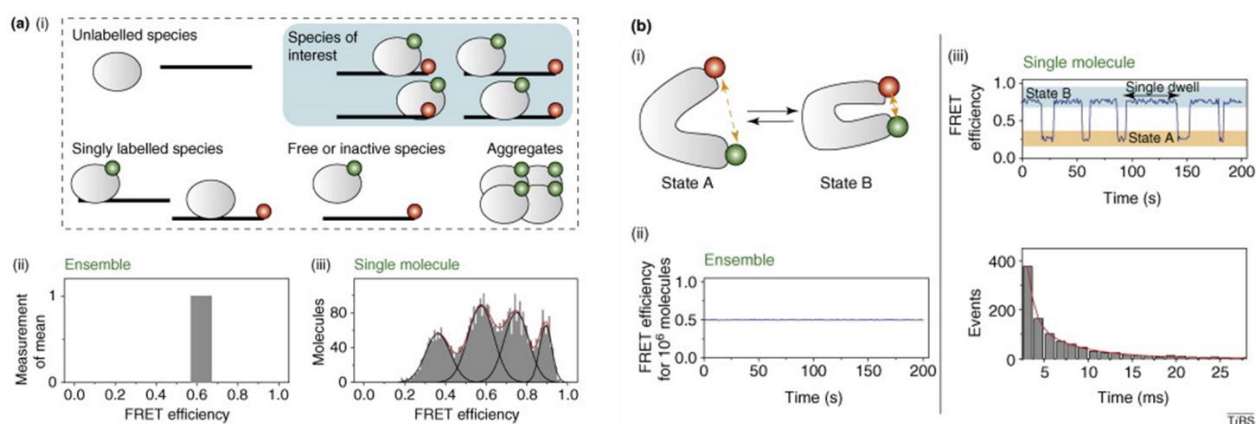 (a) (i)
Unlabelled species
Species of
interest
Singly labelled species
Free or inactive species
Aggregates
(ii)
Ensemble
Measurement
of mean
1
0
0.0 0.2 0.4 0.6 0.8 1.0
FRET efficiency
(iii)
Single molecule
Molecules
80
40
0
0.0 0.2 0.4 0.6 0.8 1.0
FRET efficiency
(b)
(i)
State A
State B
(ii)
Ensemble
FRET efficiency
for 10⁶ molecules
1.0
0.5
0.0
0 50 100 150 200
Time (s)
(iii)
Single molecule
FRET
efficiency
1.0
0.5
0.0
State B
Single dwell
State A
0 50 100 150 200
Time (s)
Events
400
200
0
5 10 15 20 25
Time (ms)
TiBS